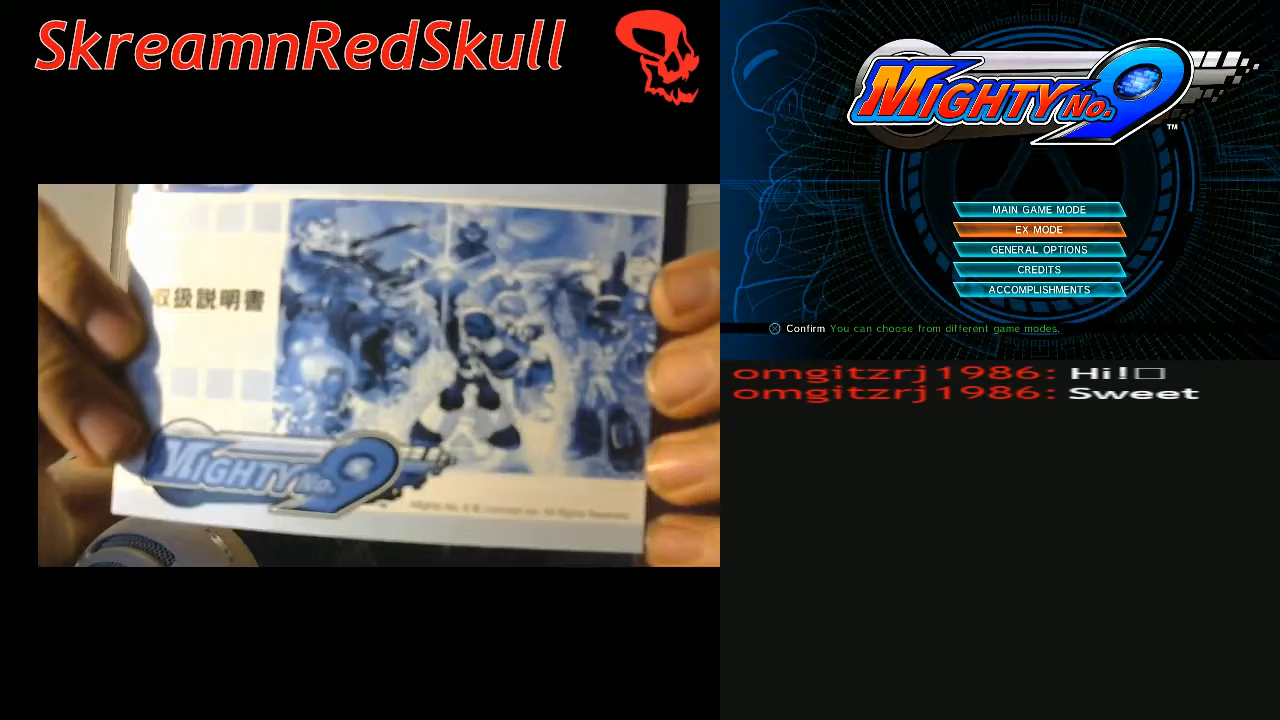 SkreamnRedSkull
取扱説明書
MIGHTY No. 9
MIGHTY No. 9 ™
MAIN GAME MODE
EX MODE
GENERAL OPTIONS
CREDITS
ACCOMPLISHMENTS
Confirm You can choose from different game modes.
omgitzrj1986: Hi!□
omgitzrj1986: Sweet